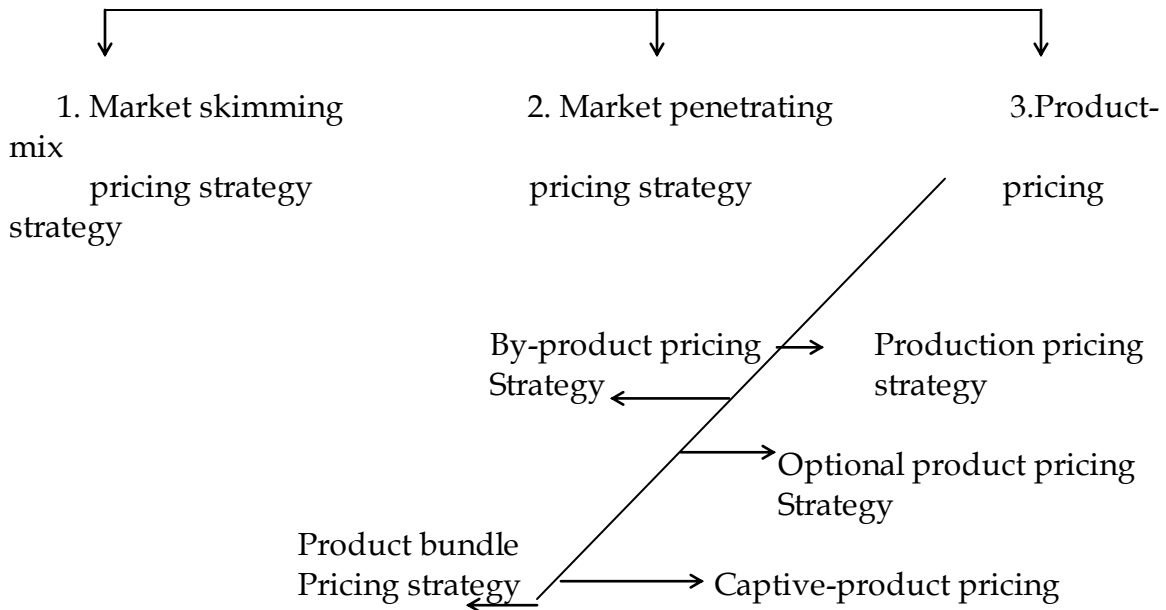 1. Market skimming 2. Market penetrating 3.Product-
mix
pricing strategy pricing strategy pricing
strategy
By-product pricing Production pricing
Strategy strategy
Optional product pricing
Strategy
Product bundle
Pricing strategy Captive-product pricing